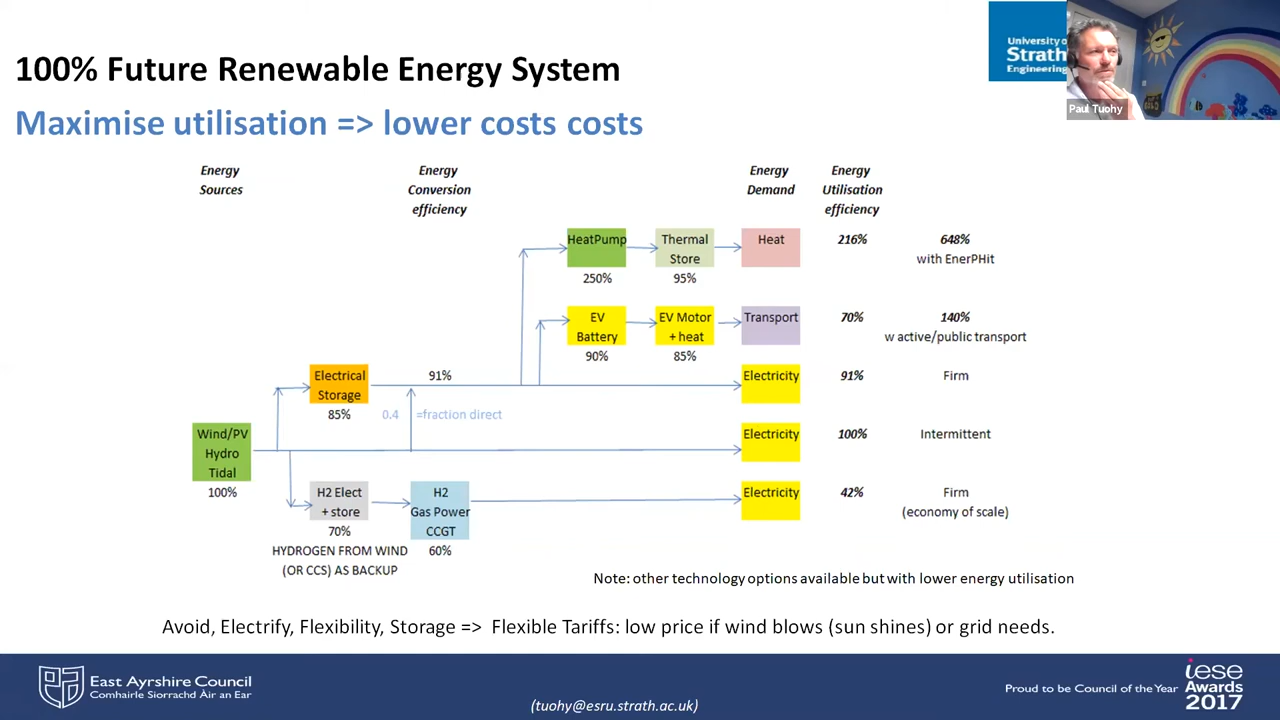 100% Future Renewable Energy System
Maximise utilisation => lower costs costs
University o
Strath
Engineering
Paul Tuohy
Energy
Sources
Energy
Conversion
efficiency
Energy
Demand
Energy
Utilisation
efficiency
HeatPump
250%
Thermal
Store
95%
Heat
216%
648%
with EnerPHit
EV
Battery
90%
EV Motor
+ heat
85%
Transport
70%
140%
w active/public transport
Electrical
Storage
85%
91%
0.4 =fraction direct
Electricity
91%
Firm
Wind/PV
Hydro
Tidal
100%
Electricity
100%
Intermittent
H2 Elect
+ store
70%
HYDROGEN FROM WIND
(OR CCS) AS BACKUP
H2
Gas Power
CCGT
60%
Electricity
42%
Firm
(economy of scale)
Note: other technology options available but with lower energy utilisation
Avoid, Electrify, Flexibility, Storage => Flexible Tariffs: low price if wind blows (sun shines) or grid needs.
East Ayrshire Council
Comhairle Siorrachd Àir an Ear
(tuohy@esru.strath.ac.uk)
Proud to be Council of the Year
iese
Awards
2017